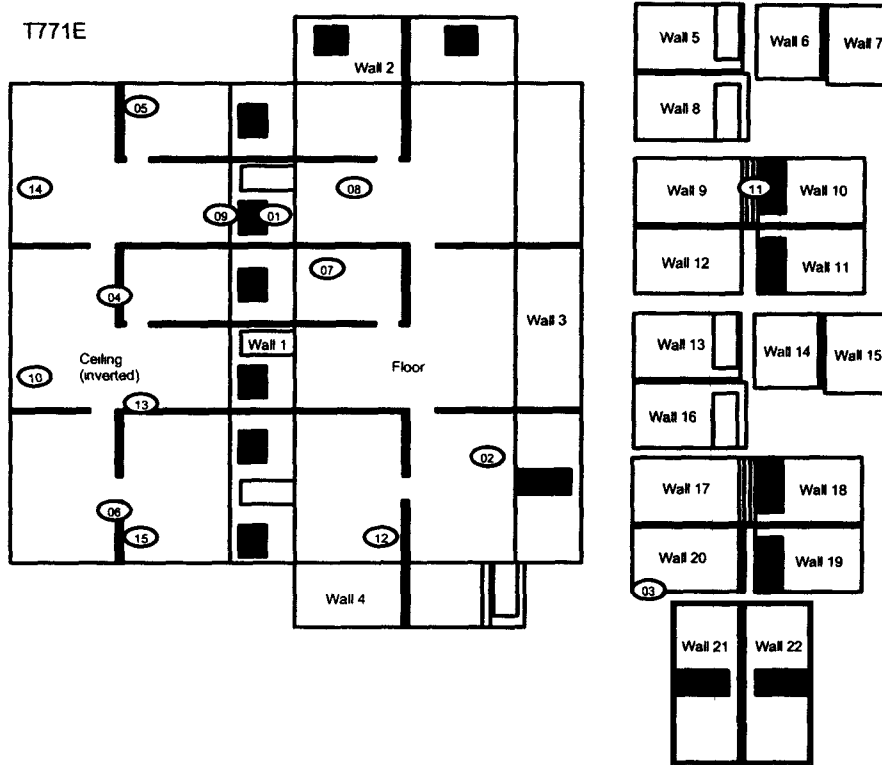 T771E
Wall 2
05
14
08
09
01
07
04
Wall 1
Wall 3
Ceiling
(inverted)
Floor
10
13
02
06
15
12
Wall 4
Wall 5
Wall 6
Wall 7
Wall 8
Wall 9
11
Wall 10
Wall 12
Wall 11
Wall 13
Wall 14
Wall 15
Wall 16
Wall 17
Wall 18
Wall 20
Wall 19
03
Wall 21
Wall 22